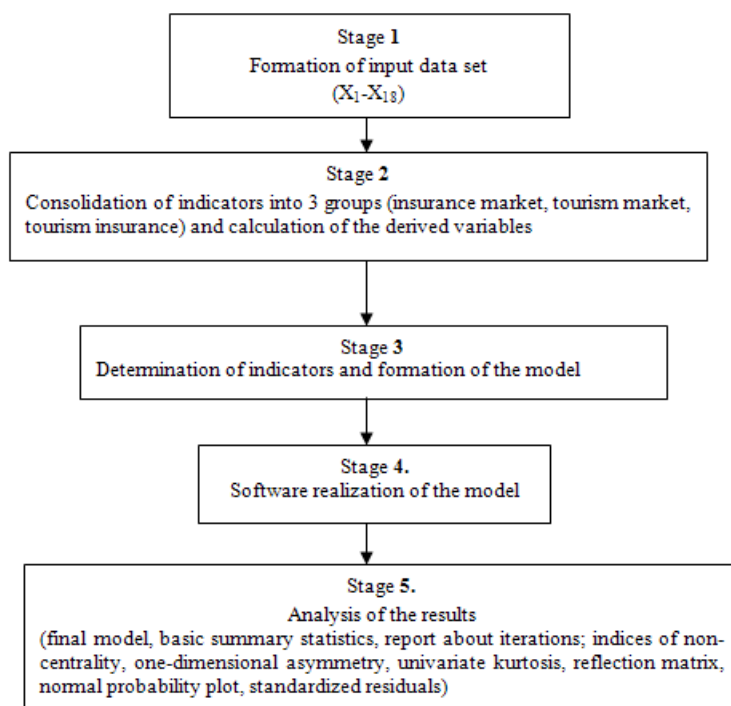 Stage 1
Formation of input data set
(X₁-X₁₈)
Stage 2
Consolidation of indicators into 3 groups (insurance market, tourism market,
tourism insurance) and calculation of the derived variables
Stage 3
Determination of indicators and formation of the model
Stage 4.
Software realization of the model
Stage 5.
Analysis of the results
(final model, basic summary statistics, report about iterations; indices of non-
centrality, one-dimensional asymmetry, univariate kurtosis, reflection matrix,
normal probability plot, standardized residuals)